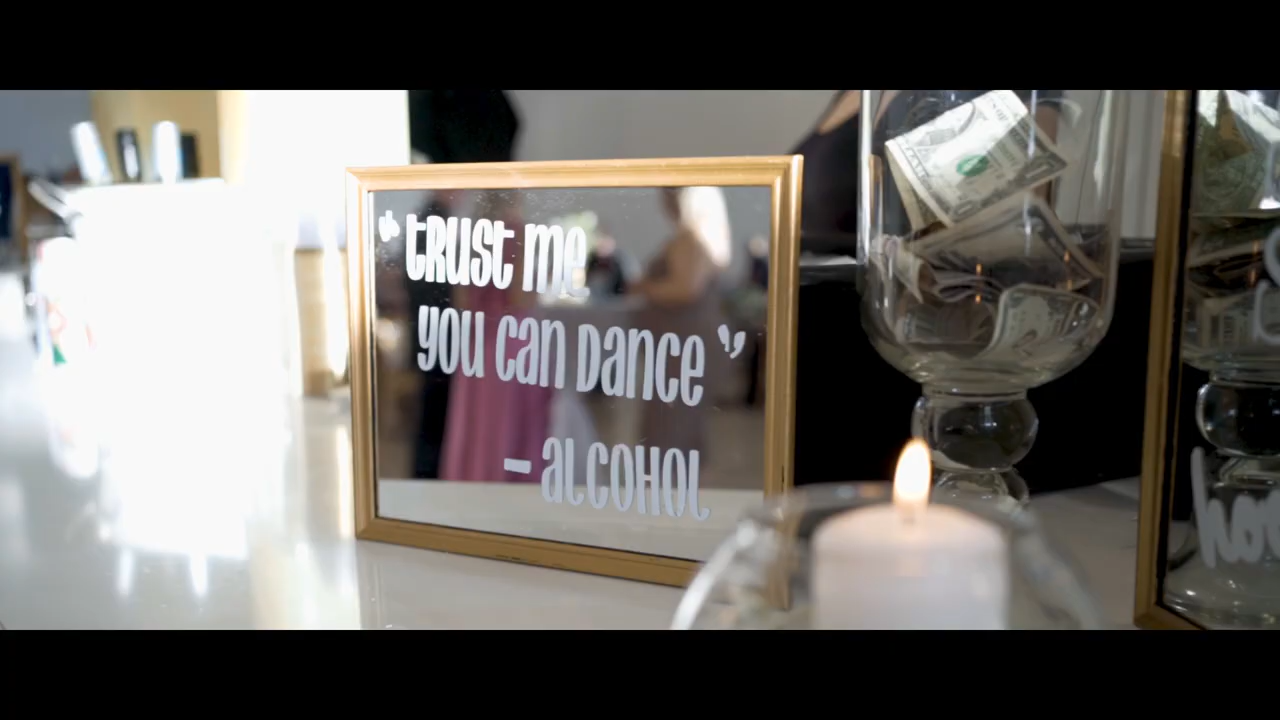 “trust me
you can Dance”
- alcohol